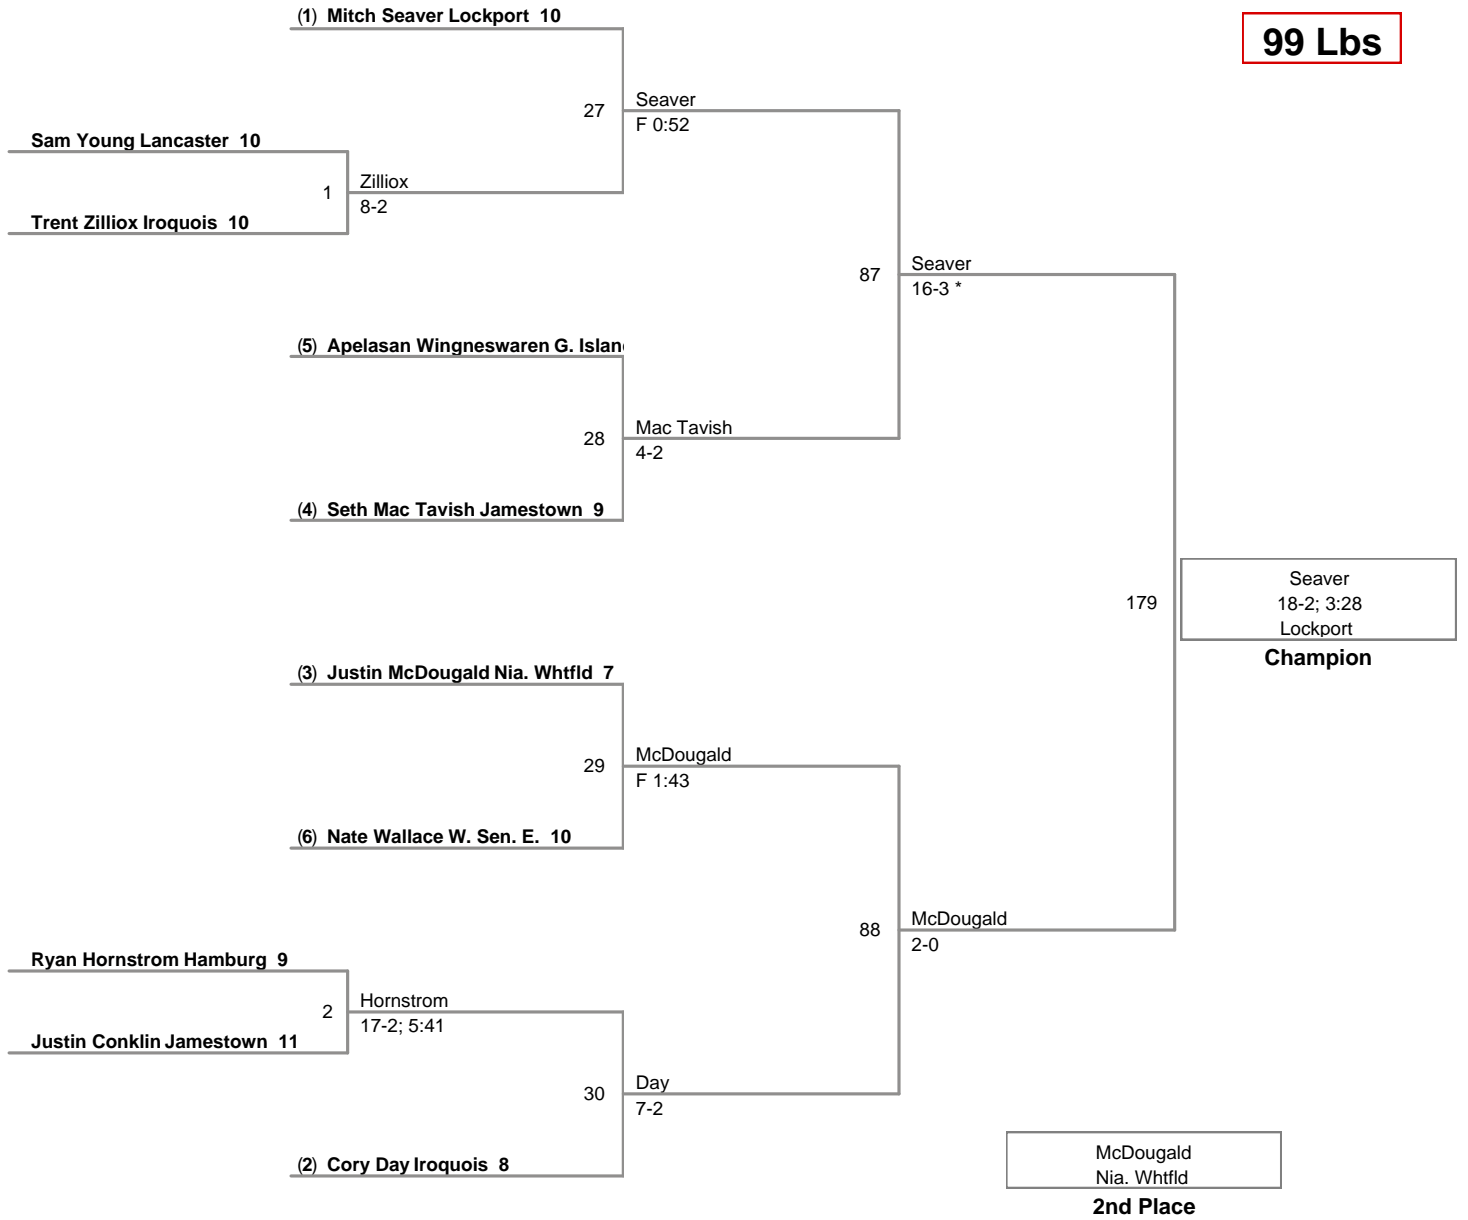 (1) Mitch Seaver Lockport 10
99 Lbs
27
Seaver
F 0:52
Sam Young Lancaster 10
1
Zilliox
8-2
Trent Zilliox Iroquois 10
87
Seaver
16-3 *
(5) Apelasan Wingneswaren G. Islan
28
Mac Tavish
4-2
(4) Seth Mac Tavish Jamestown 9
179
Seaver
18-2; 3:28
Lockport
Champion
(3) Justin McDougald Nia. Whtfld 7
29
McDougald
F 1:43
(6) Nate Wallace W. Sen. E. 10
88
McDougald
2-0
Ryan Hornstrom Hamburg 9
2
Hornstrom
17-2; 5:41
Justin Conklin Jamestown 11
30
Day
7-2
(2) Cory Day Iroquois 8
McDougald
Nia. Whtfld
2nd Place